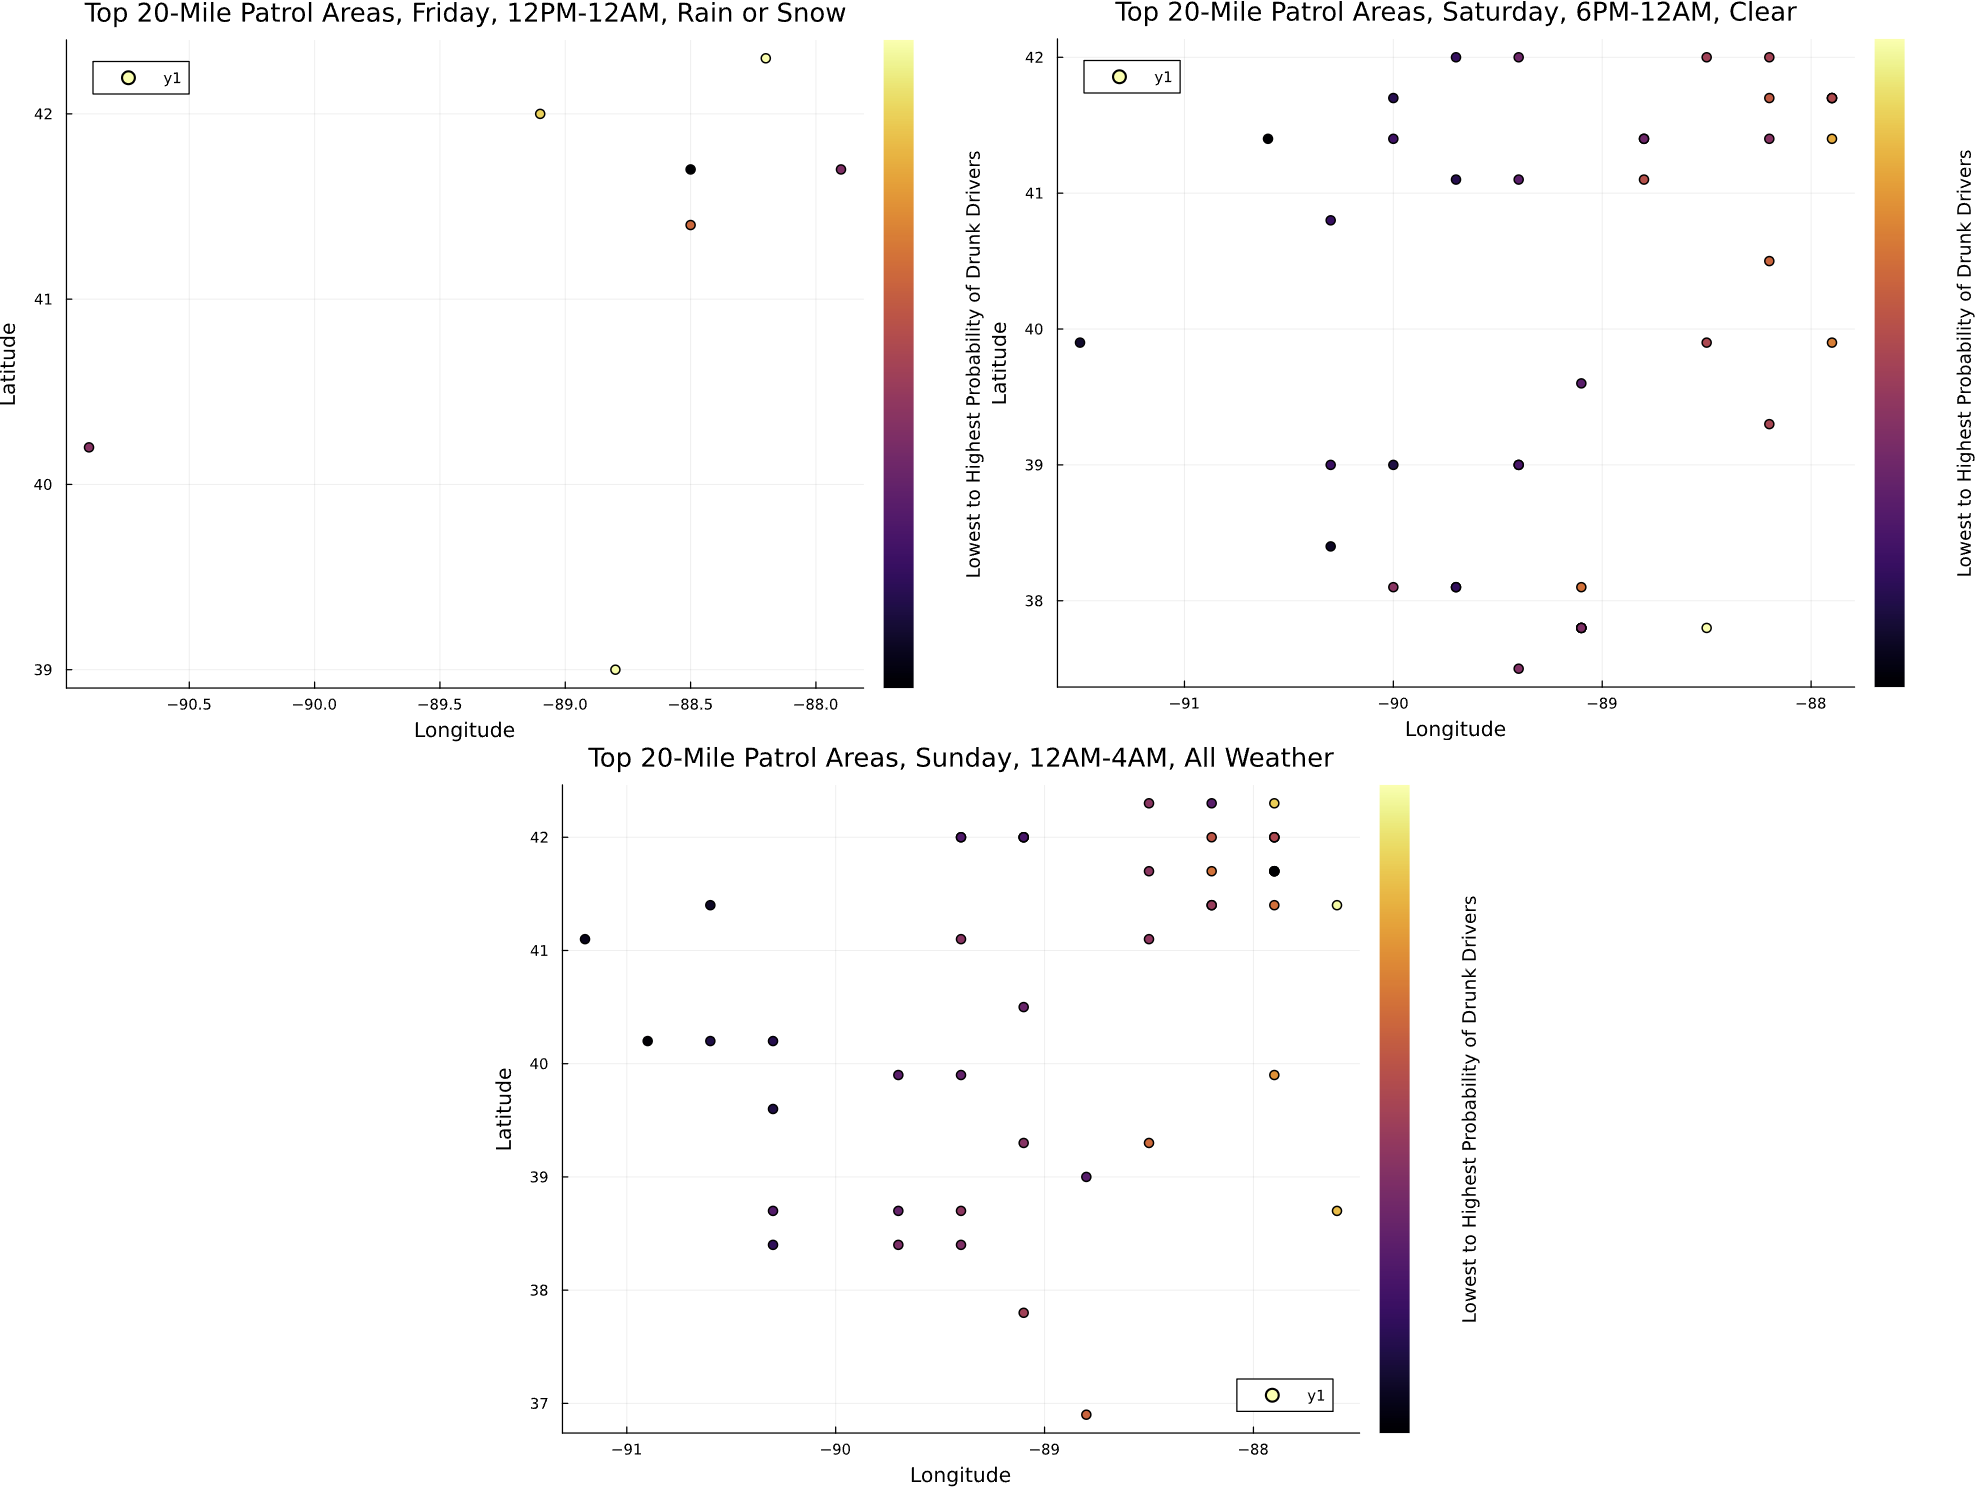 Top 20-Mile Patrol Areas, Friday, 12PM-12AM, Rain or Snow
y1
42
41
40
39
Latitude
−90.5 −90.0 −89.5 −89.0 −88.5 −88.0
Longitude
Lowest to Highest Probability of Drunk Drivers
Top 20-Mile Patrol Areas, Saturday, 6PM-12AM, Clear
y1
42
41
40
39
38
Latitude
−91 −90 −89 −88
Longitude
Lowest to Highest Probability of Drunk Drivers
Top 20-Mile Patrol Areas, Sunday, 12AM-4AM, All Weather
42
41
40
39
38
37
Latitude
y1
−91 −90 −89 −88
Longitude
Lowest to Highest Probability of Drunk Drivers